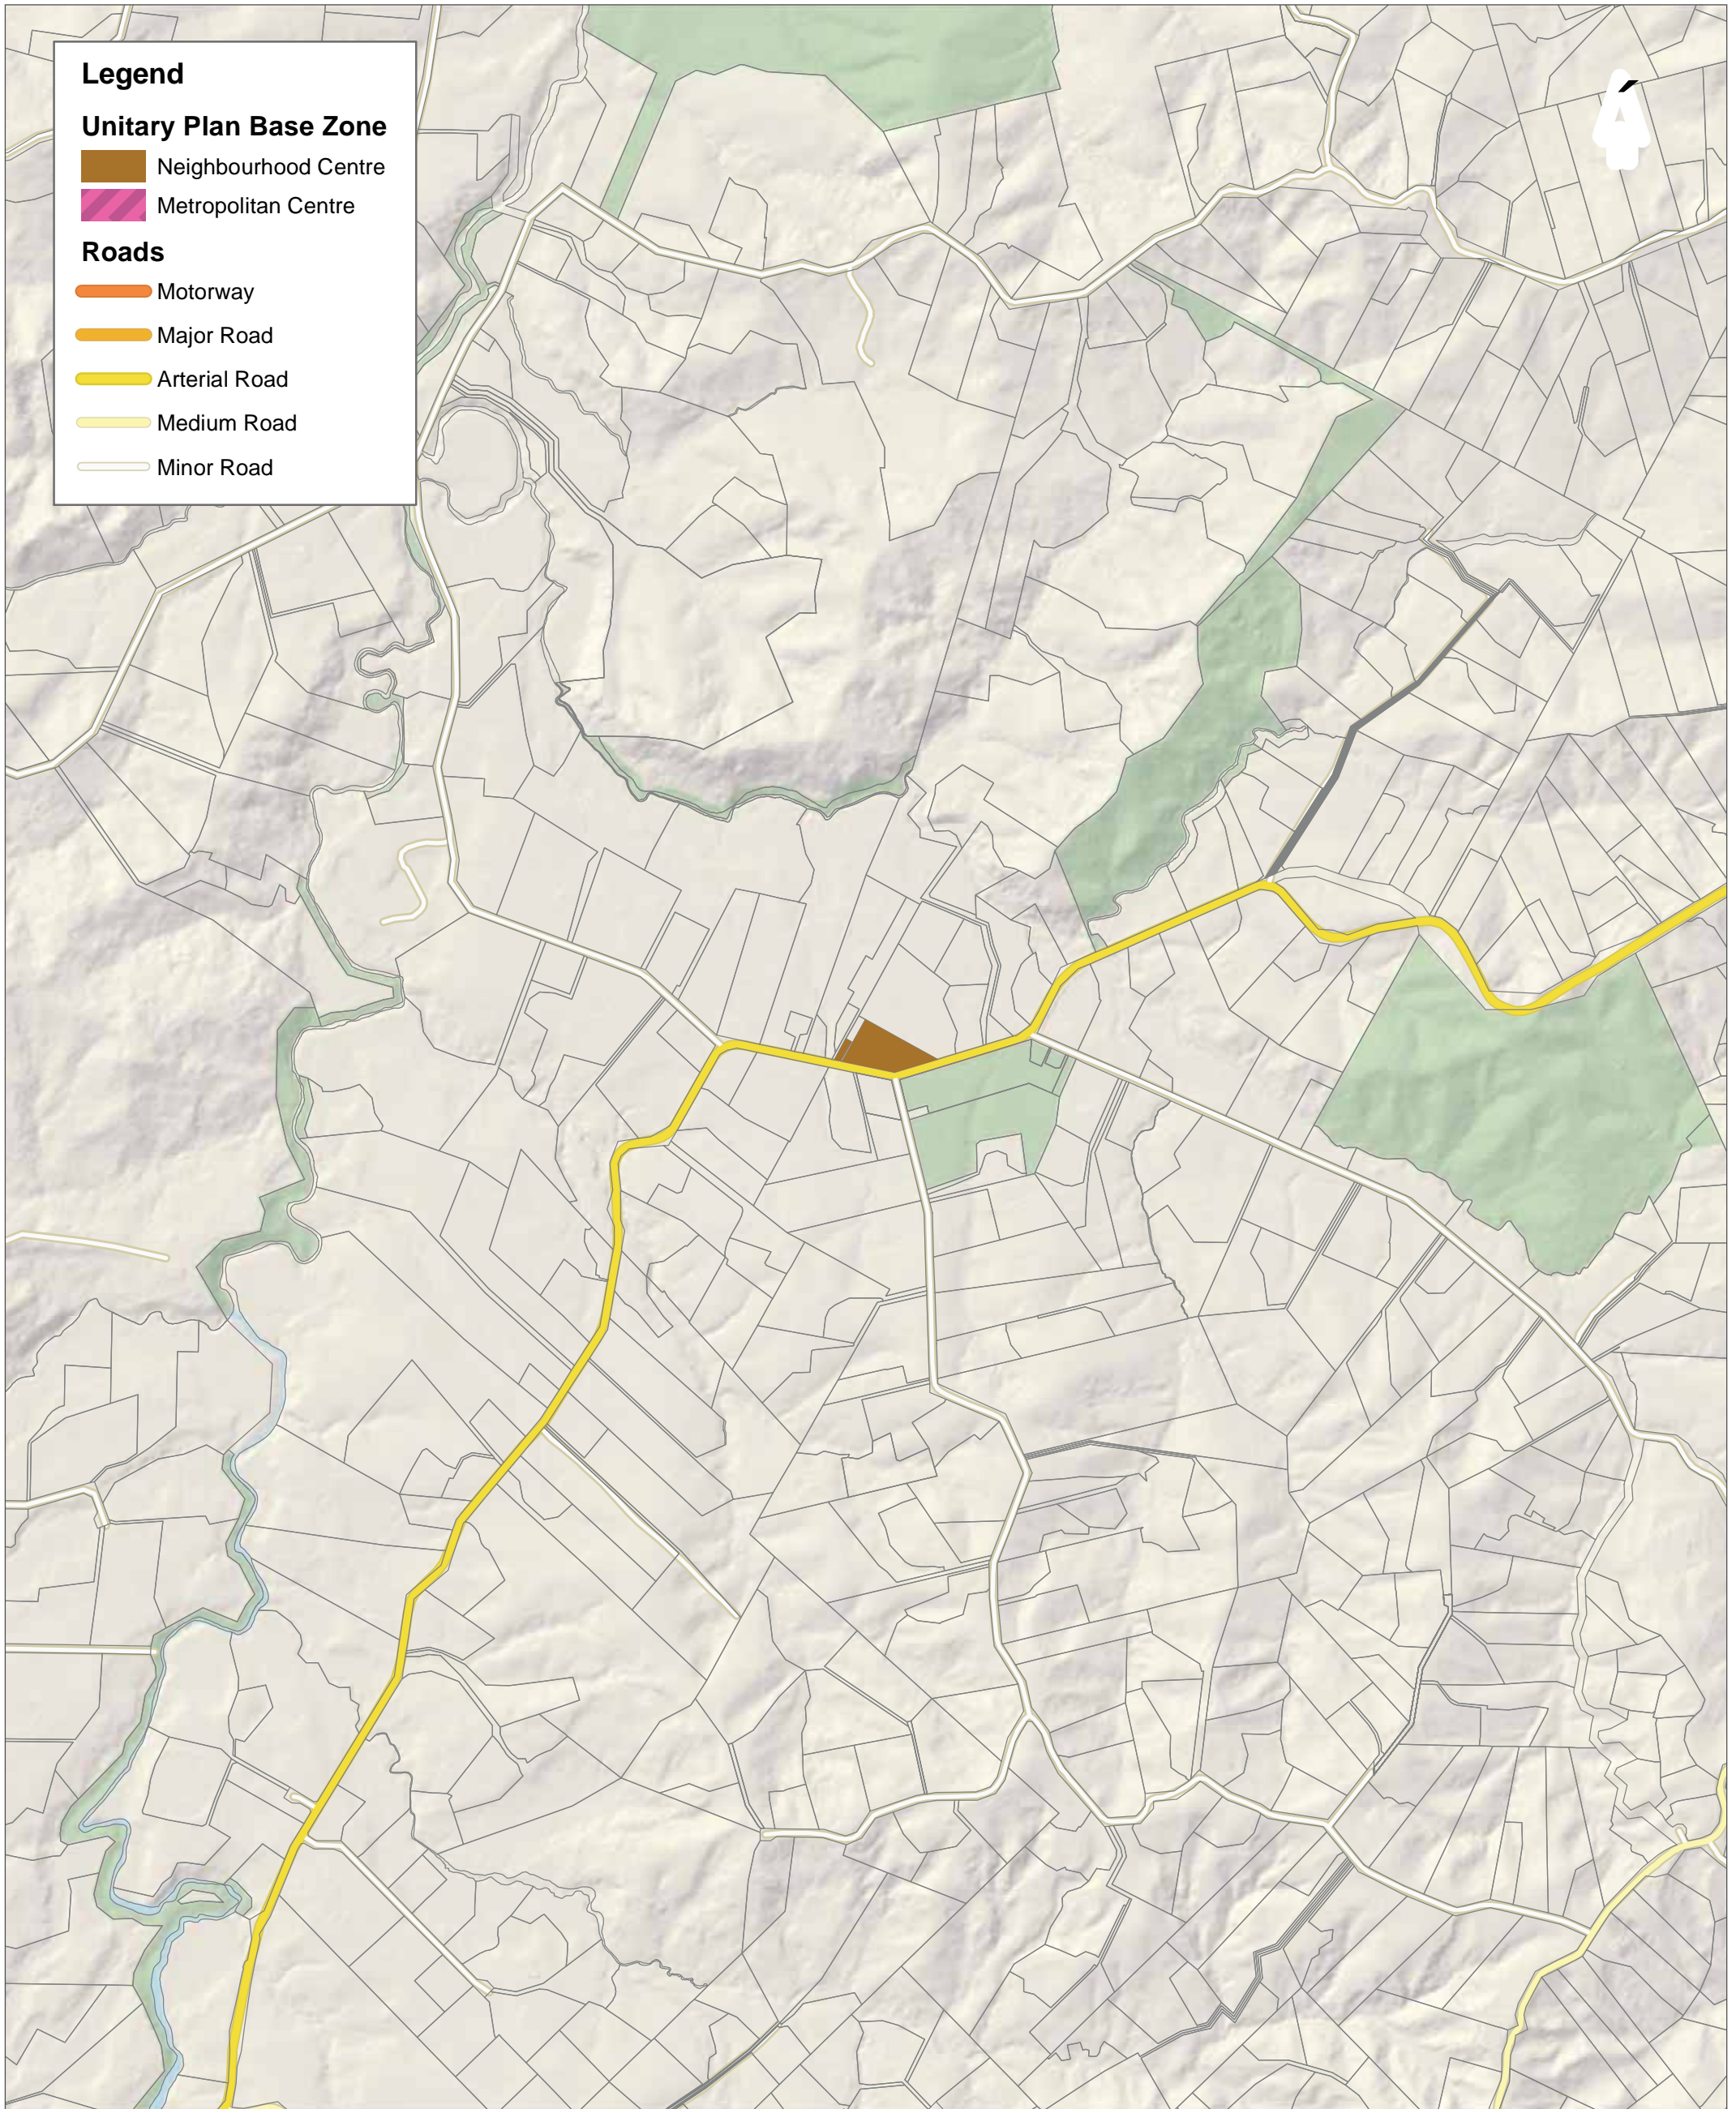 Legend
Unitary Plan Base Zone
Neighbourhood Centre
Metropolitan Centre
Roads
Motorway
Major Road
Arterial Road
Medium Road
Minor Road